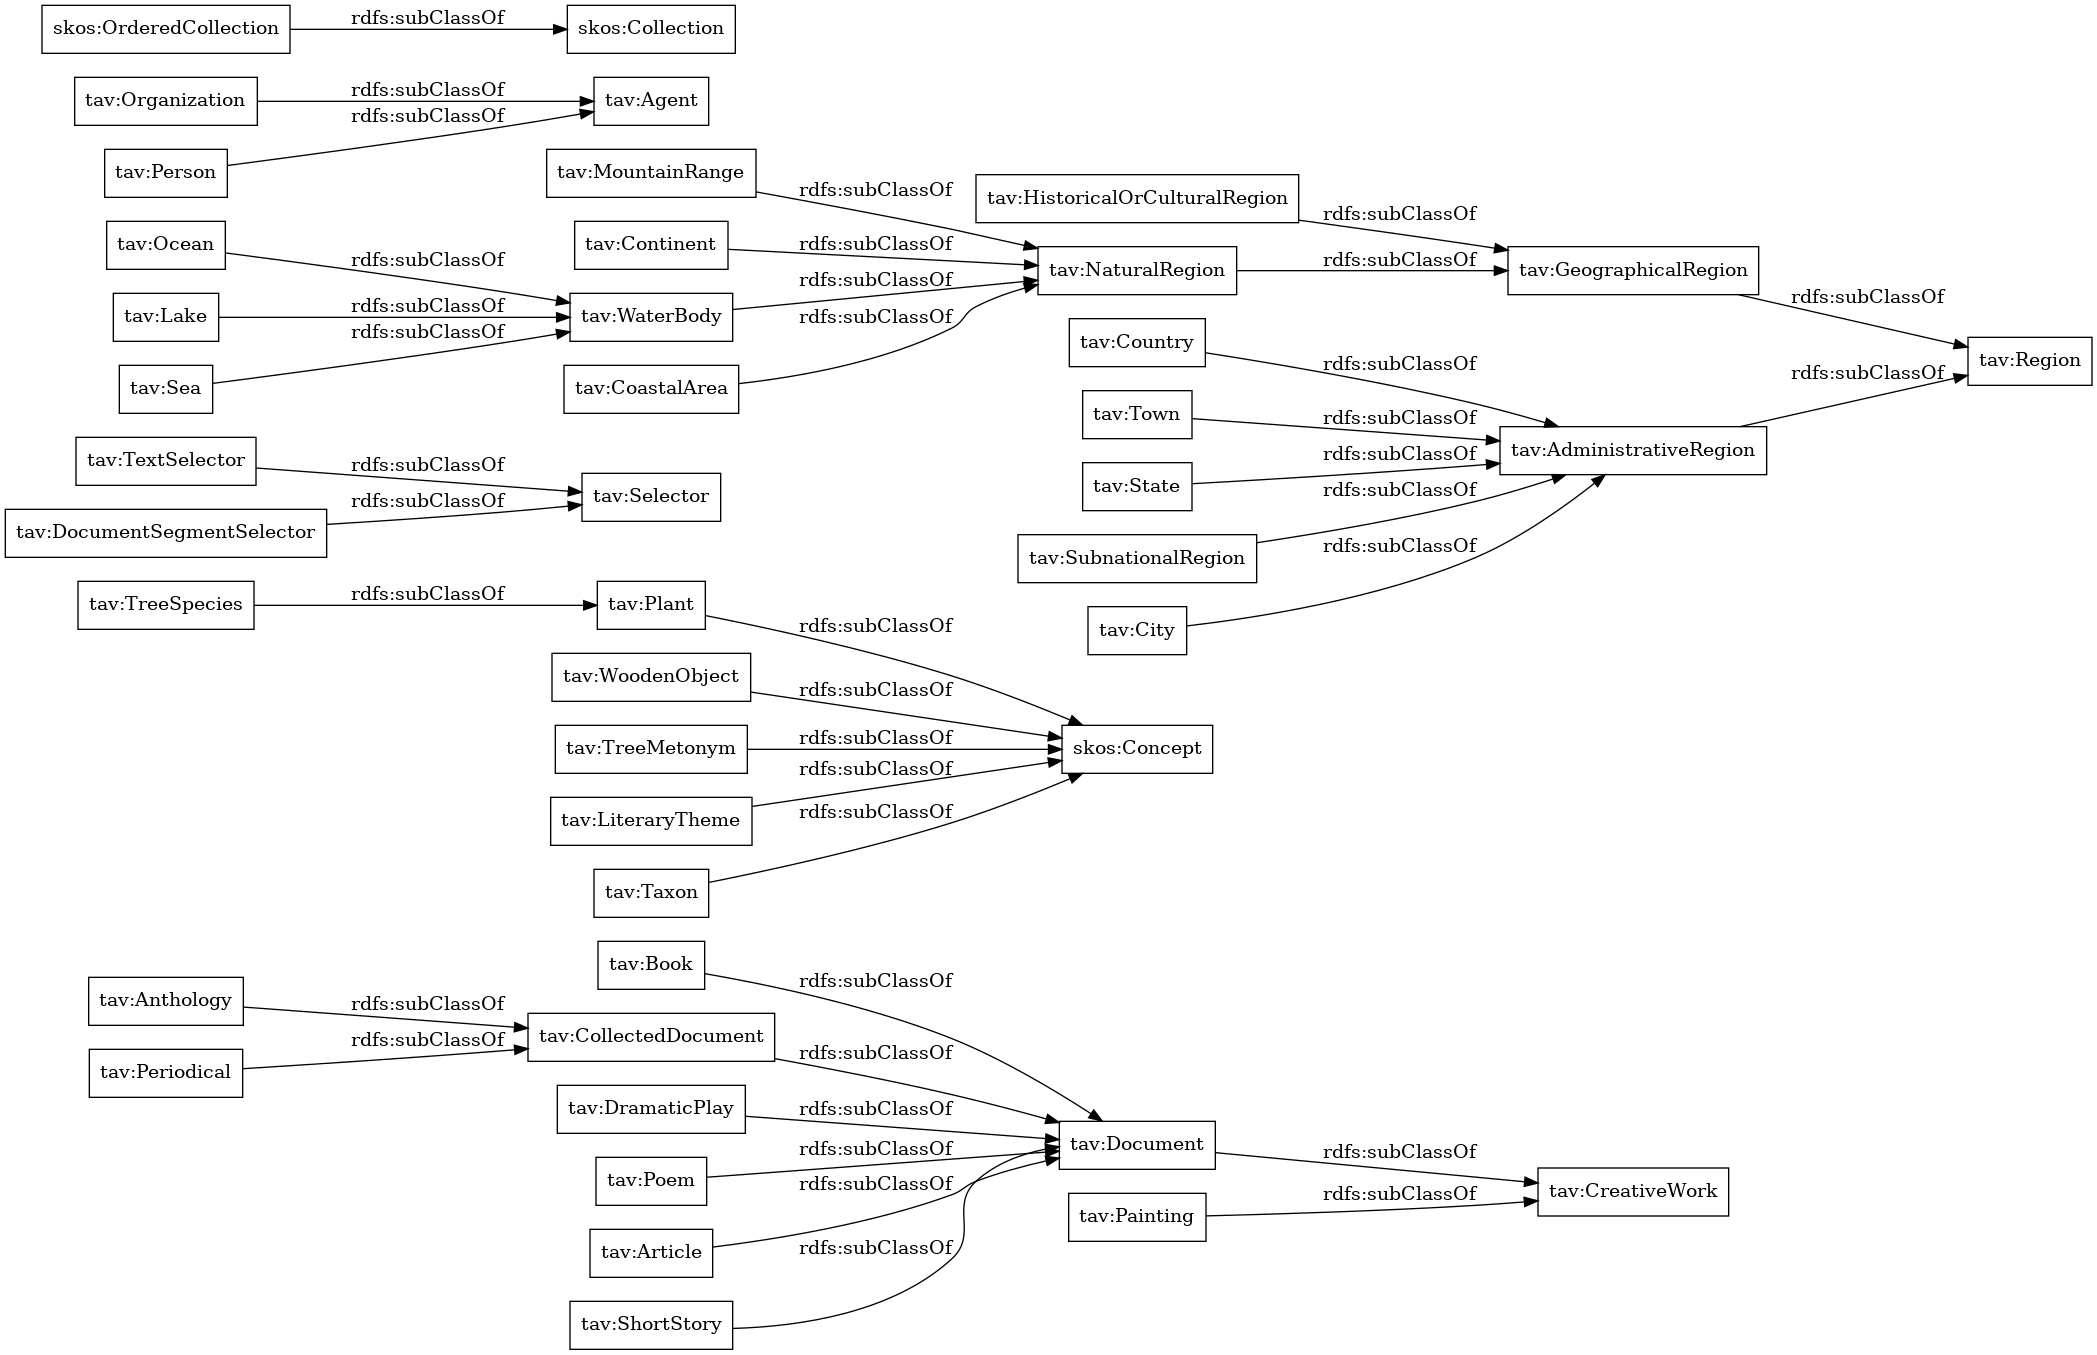 skos:OrderedCollection
rdfs:subClassOf
skos:Collection
tav:Organization
rdfs:subClassOf
tav:Agent
tav:Person
rdfs:subClassOf
tav:MountainRange
rdfs:subClassOf
tav:HistoricalOrCulturalRegion
rdfs:subClassOf
tav:Ocean
rdfs:subClassOf
tav:Continent
rdfs:subClassOf
tav:NaturalRegion
rdfs:subClassOf
tav:GeographicalRegion
rdfs:subClassOf
tav:Lake
rdfs:subClassOf
tav:WaterBody
rdfs:subClassOf
tav:Sea
rdfs:subClassOf
tav:CoastalArea
rdfs:subClassOf
tav:Country
rdfs:subClassOf
tav:Region
tav:Town
rdfs:subClassOf
tav:AdministrativeRegion
rdfs:subClassOf
tav:TextSelector
rdfs:subClassOf
tav:Selector
tav:State
rdfs:subClassOf
tav:DocumentSegmentSelector
rdfs:subClassOf
tav:SubnationalRegion
rdfs:subClassOf
tav:TreeSpecies
rdfs:subClassOf
tav:Plant
rdfs:subClassOf
tav:City
rdfs:subClassOf
tav:WoodenObject
rdfs:subClassOf
tav:TreeMetonym
rdfs:subClassOf
skos:Concept
tav:LiteraryTheme
rdfs:subClassOf
tav:Taxon
rdfs:subClassOf
tav:Book
rdfs:subClassOf
tav:Anthology
rdfs:subClassOf
tav:CollectedDocument
rdfs:subClassOf
tav:Periodical
rdfs:subClassOf
tav:DramaticPlay
rdfs:subClassOf
tav:Document
rdfs:subClassOf
tav:CreativeWork
tav:Poem
rdfs:subClassOf
tav:Painting
rdfs:subClassOf
tav:Article
rdfs:subClassOf
tav:ShortStory
rdfs:subClassOf